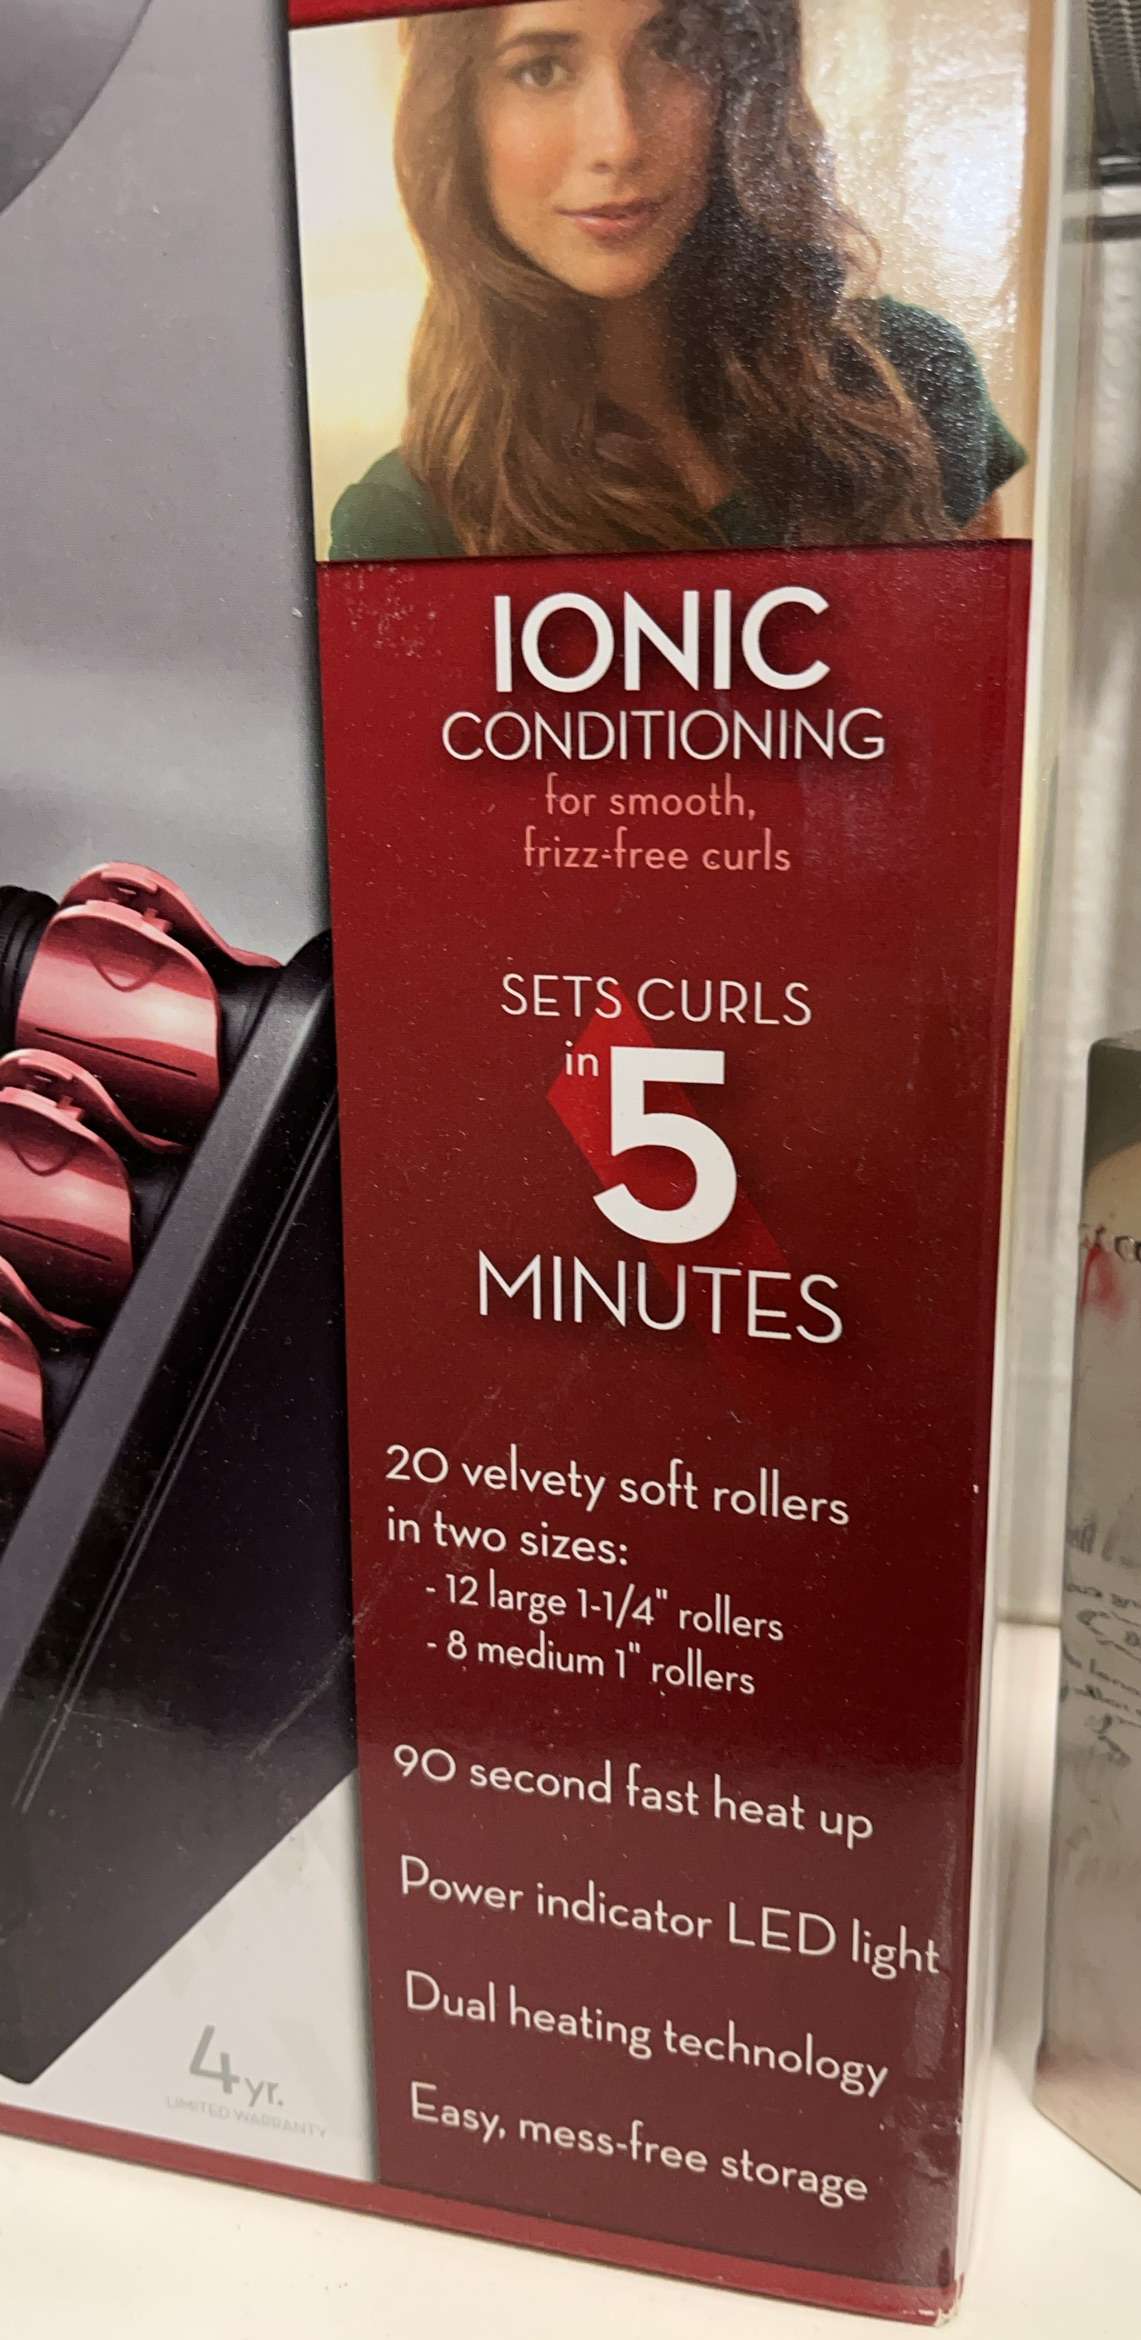 IONIC
CONDITIONING
for smooth,
frizz-free curls
SETS CURLS
in 5
MINUTES
20 velvety soft rollers
in two sizes:
- 12 large 1-1/4" rollers
- 8 medium 1" rollers
90 second fast heat up
Power indicator LED light
Dual heating technology
Easy, mess-free storage
4 yr.
LIMITED WARRANTY